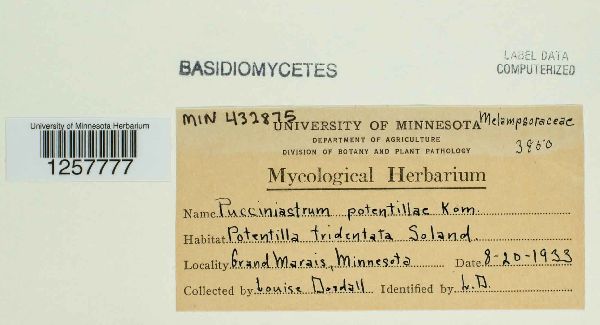 BASIDIOMYCETES
LABEL DATA
COMPUTERIZED
University of Minnesota Herbarium
1257777
MIN 432875
UNIVERSITY OF MINNESOTA
Melampsoraceae
3960
DEPARTMENT OF AGRICULTURE
DIVISION OF BOTANY AND PLANT PATHOLOGY
Mycological Herbarium
Name Pucciniastrum potentillae Kom.
Habitat Potentilla tridentata Soland
Locality Grand Marais, Minnesota Date 8-20-1933
Collected by Louise Dosdall Identified by L.D.